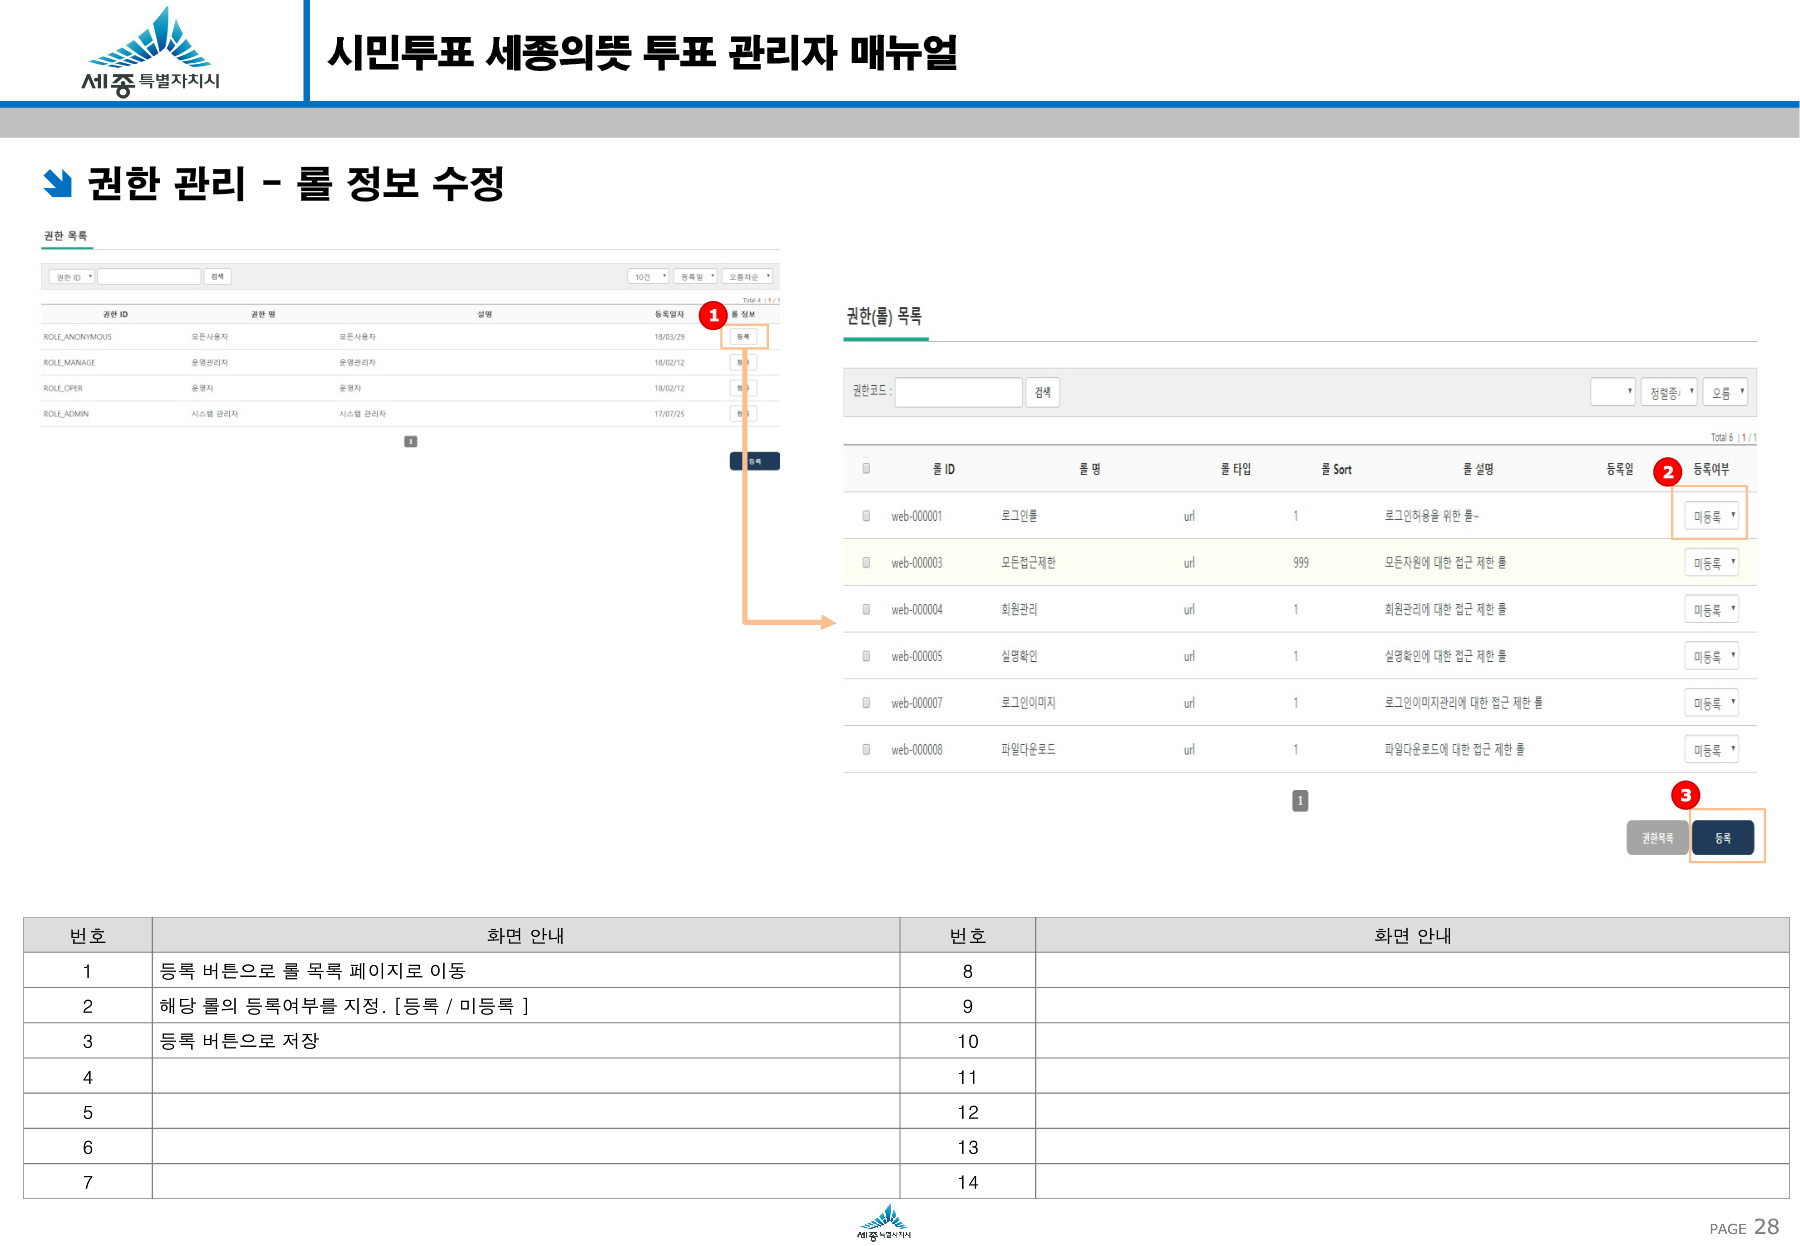 세종특별자치시
시민투표 세종의뜻 투표 관리자 매뉴얼
권한 관리 - 롤 정보 수정
권한 목록
권한 ID 검색 10건 등록일 오름차순
Total 4 | 1 / 1
권한 ID 권한 명 설명 등록일자 1 롤 정보
ROLE_ANONYMOUS 모든사용자 모든사용자 18/03/29 등록
ROLE_MANAGE 운영관리자 운영관리자 18/02/12
ROLE_OPER 운영자 운영자 18/02/12
ROLE_ADMIN 시스템 관리자 시스템 관리자 17/07/25
1
등록
권한(롤) 목록
권한코드 : 검색 오름
Total 6 | 1 / 1
롤 ID 롤 명 롤 타입 롤 Sort 롤 설명 등록일 2 등록여부
web-000001 로그인롤 url 1 로그인허용을 위한 롤~ 미등록
web-000003 모든접근제한 url 999 모든자원에 대한 접근 제한 롤 미등록
web-000004 회원관리 url 1 회원관리에 대한 접근 제한 롤 미등록
web-000005 실명확인 url 1 실명확인에 대한 접근 제한 롤 미등록
web-000007 로그인이미지 url 1 로그인이미지관리에 대한 접근 제한 롤 미등록
web-000008 파일다운로드 url 1 파일다운로드에 대한 접근 제한 롤 미등록
1
3
권한목록 등록
번호 화면 안내 번호 화면 안내
1 등록 버튼으로 롤 목록 페이지로 이동 8
2 해당 롤의 등록여부를 지정. [등록 / 미등록 ] 9
3 등록 버튼으로 저장 10
4 11
5 12
6 13
7 14
세종특별자치시
PAGE 28